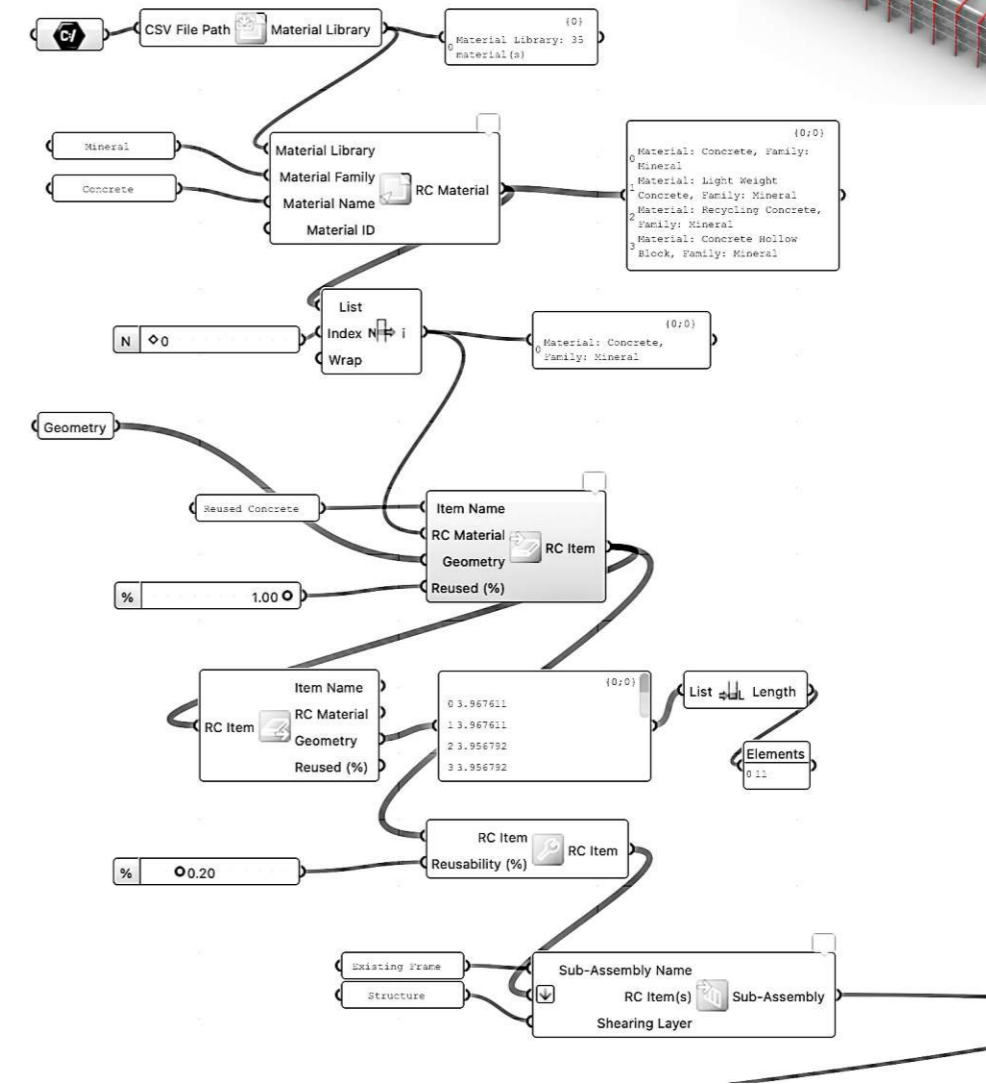 C:/
CSV File Path Material Library
{0}
0 Material Library: 35
material(s)
Mineral
Concrete
Material Library
Material Family
Material Name
Material ID
RC Material
{0;0}
0 Material: Concrete, Family:
Mineral
1 Material: Light Weight
Concrete, Family: Mineral
2 Material: Recycling Concrete,
Family: Mineral
3 Material: Concrete Hollow
Block, Family: Mineral
N 0
List
Index N i
Wrap
{0;0}
0 Material: Concrete,
Family: Mineral
Geometry
Reused Concrete
% 1.00
Item Name
RC Material
Geometry
Reused (%)
RC Item
RC Item
Item Name
RC Material
Geometry
Reused (%)
{0;0}
0 3.967611
1 3.967611
2 3.956792
3 3.956792
List L Length
Elements
0 11
% 0.20
RC Item
Reusability (%)
RC Item
Existing Frame
Structure
Sub-Assembly Name
RC Item(s)
Shearing Layer
Sub-Assembly